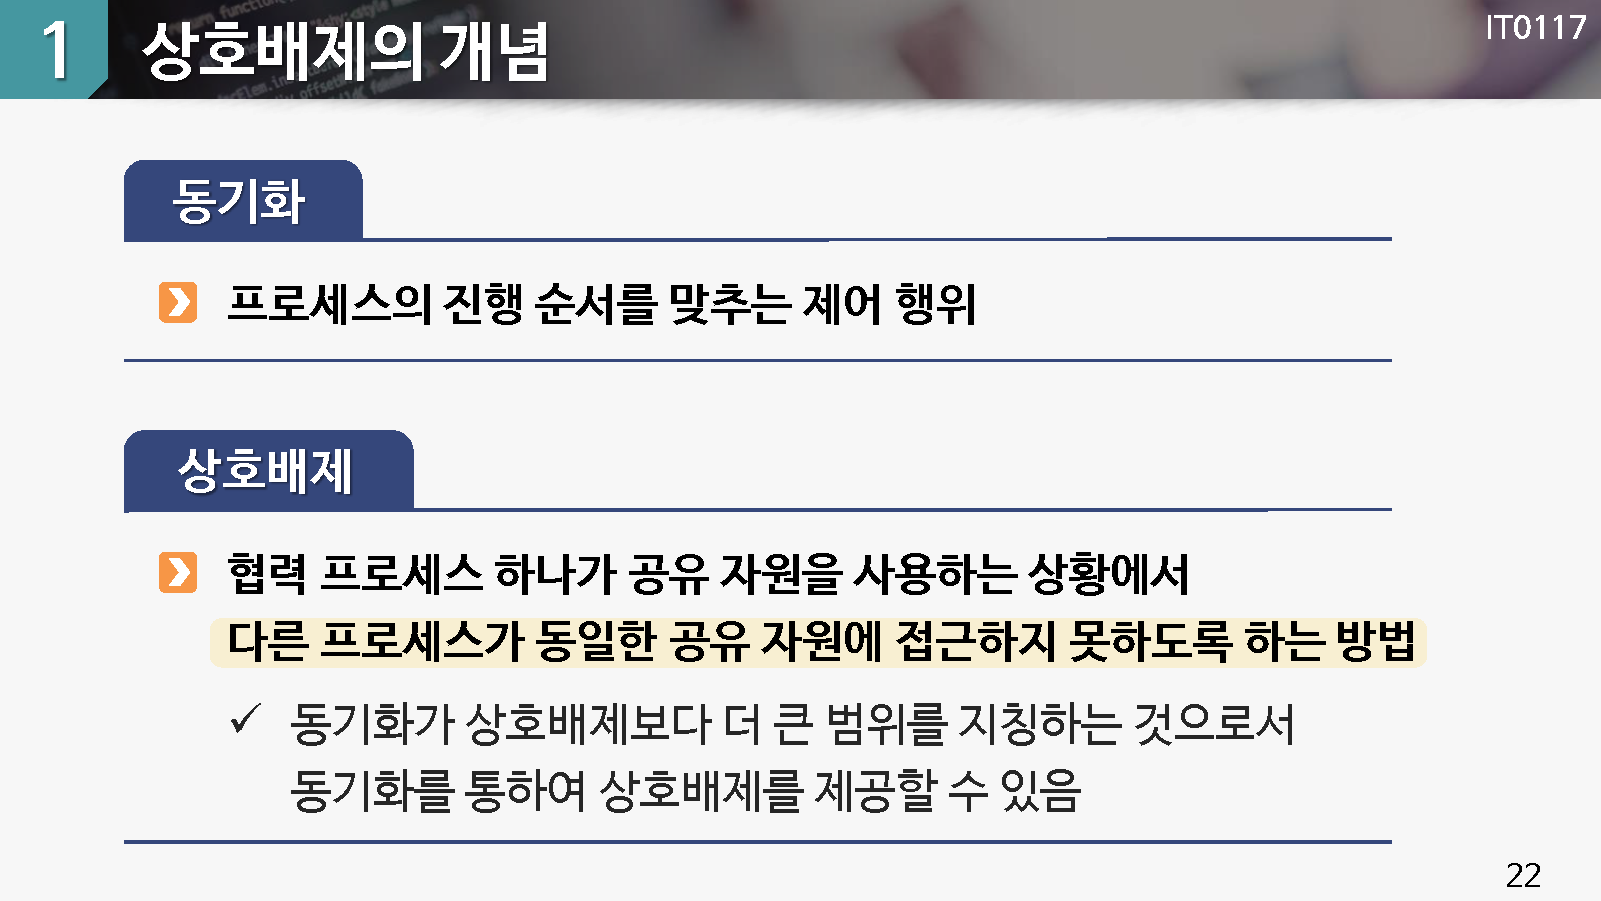 1 상호배제의 개념
IT0117
동기화
프로세스의 진행 순서를 맞추는 제어 행위
상호배제
협력 프로세스 하나가 공유 자원을 사용하는 상황에서
다른 프로세스가 동일한 공유 자원에 접근하지 못하도록 하는 방법
✓ 동기화가 상호배제보다 더 큰 범위를 지칭하는 것으로서
동기화를 통하여 상호배제를 제공할 수 있음
22